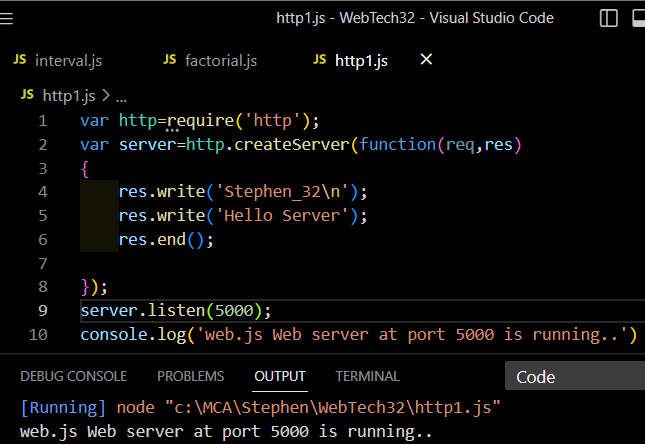 http1.js - WebTech32 - Visual Studio Code
JS interval.js JS factorial.js JS http1.js ×
JS http1.js > ...
1 var http=require('http');
2 var server=http.createServer(function(req,res)
3 {
4     res.write('Stephen_32\n');
5     res.write('Hello Server');
6     res.end();
7
8 });
9 server.listen(5000);
10 console.log('web.js Web server at port 5000 is running..')
DEBUG CONSOLE PROBLEMS OUTPUT TERMINAL Code
[Running] node "c:\MCA\Stephen\WebTech32\http1.js"
web.js Web server at port 5000 is running..